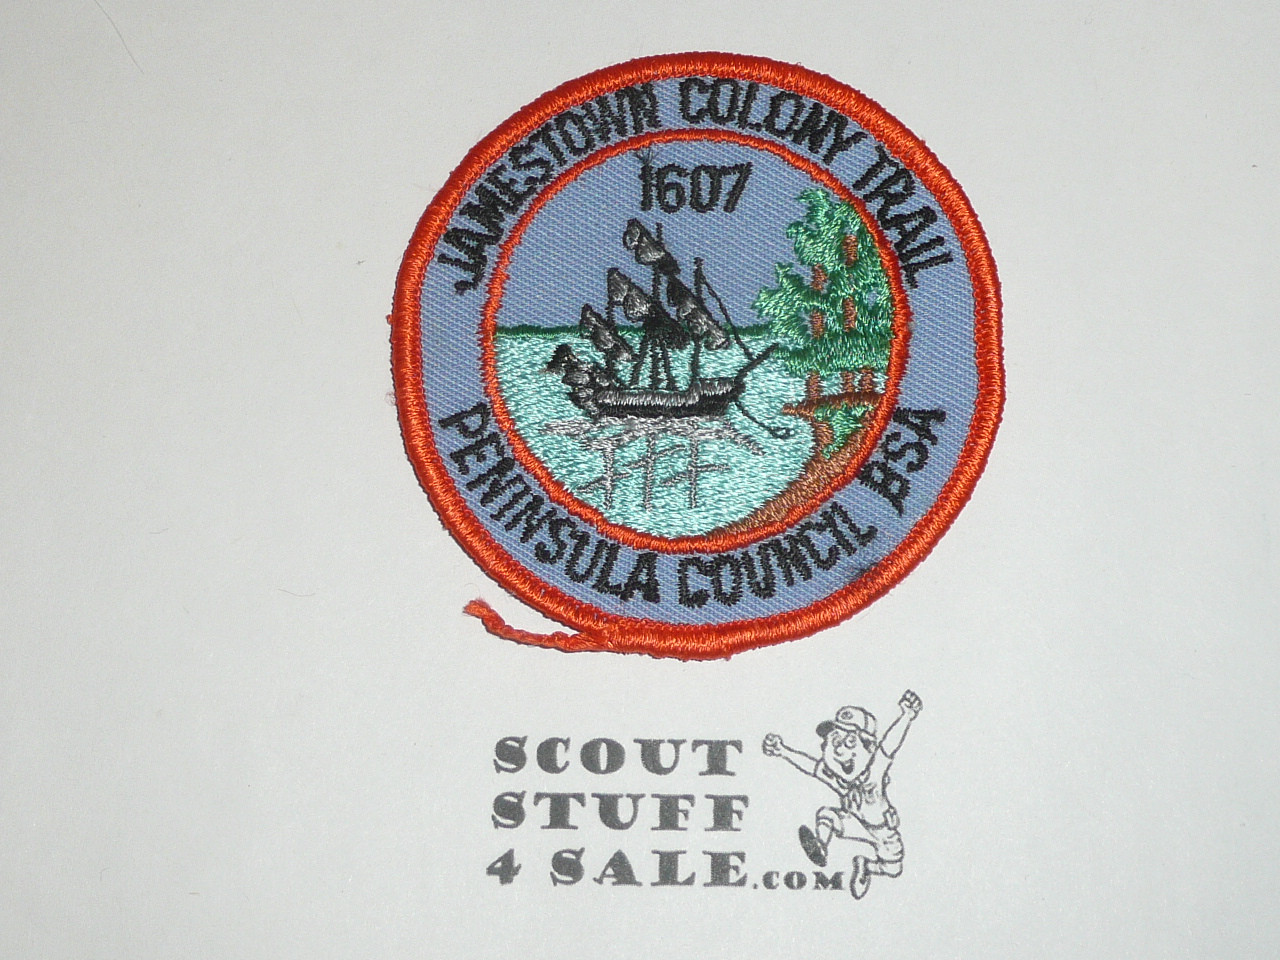 JAMESTOWN COLONY TRAIL
1607
PENINSULA COUNCIL BSA
SCOUT
STUFF
4 SALE.COM